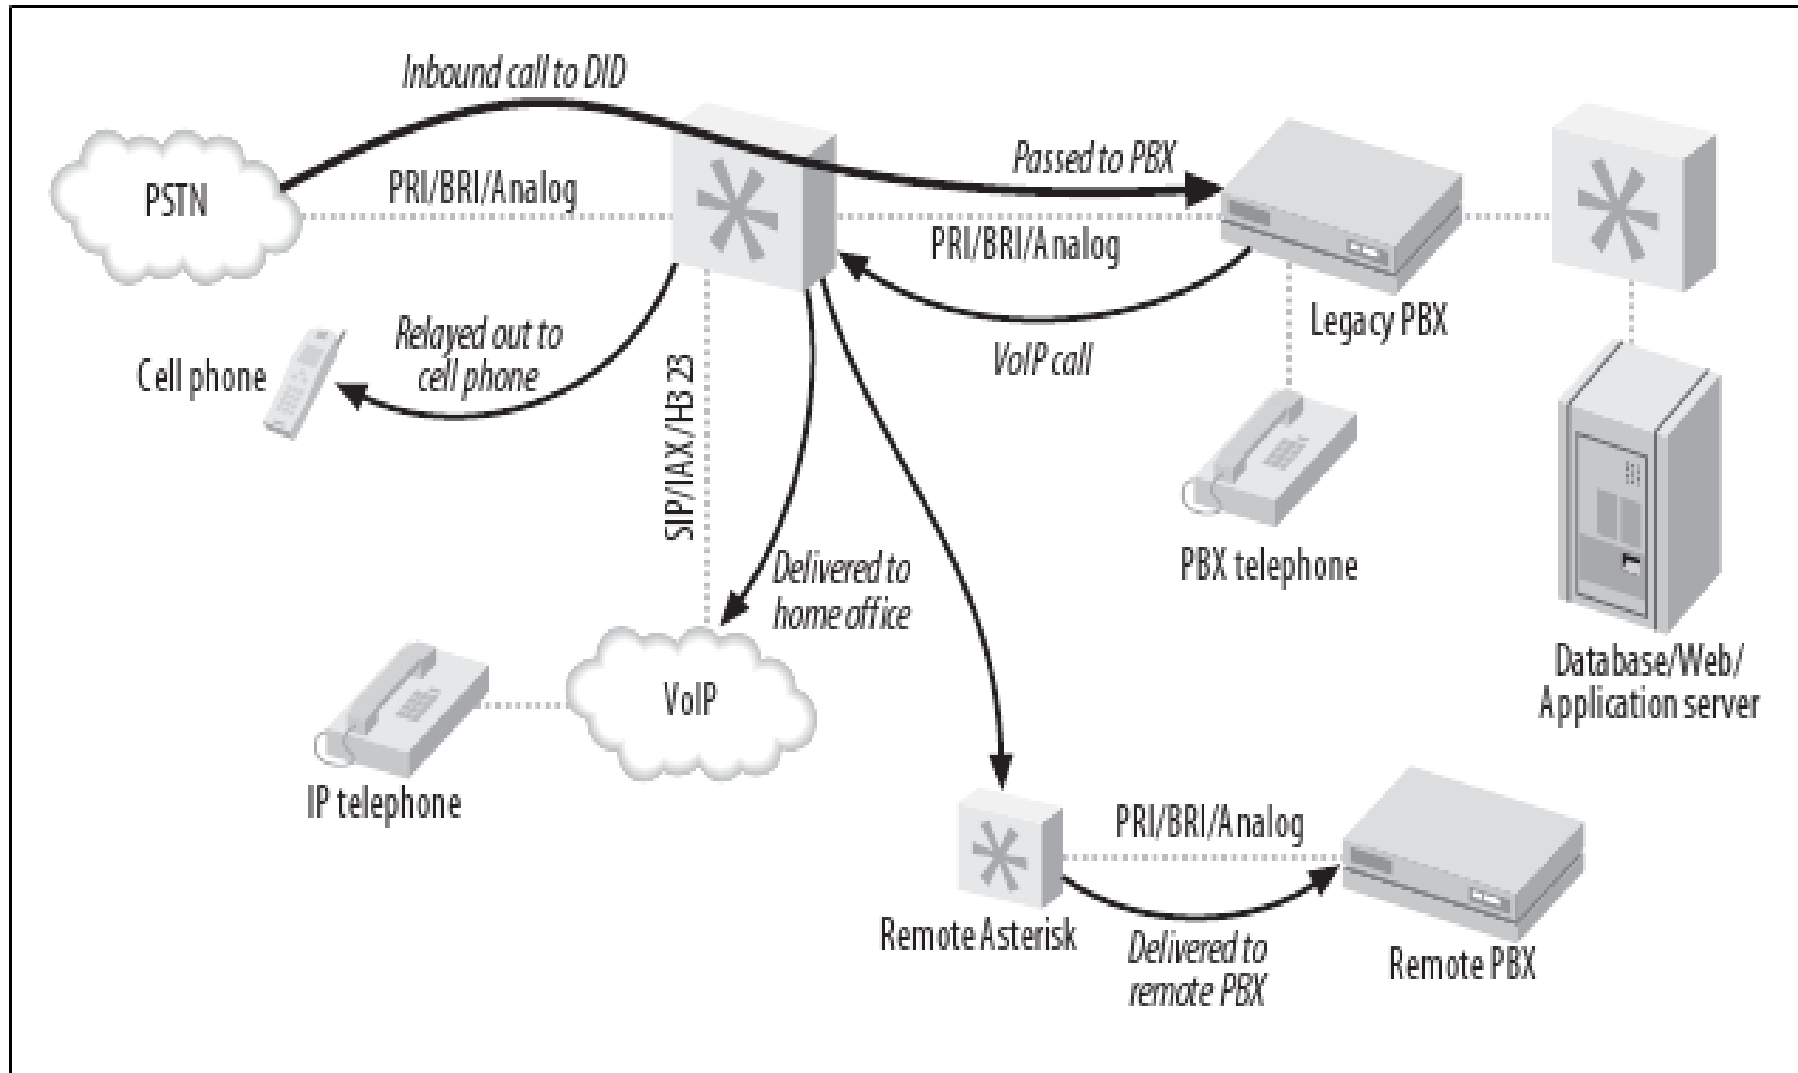 Inbound call to DID
PSTN
PRI/BRI/Analog
Passed to PBX
PRI/BRI/Analog
Legacy PBX
VoIP call
Relayed out to
cell phone
Cell phone
SIP/IAX/H3 23
PBX telephone
Delivered to
home office
VoIP
IP telephone
Database/Web/
Application server
PRI/BRI/Analog
Remote Asterisk
Delivered to
remote PBX
Remote PBX